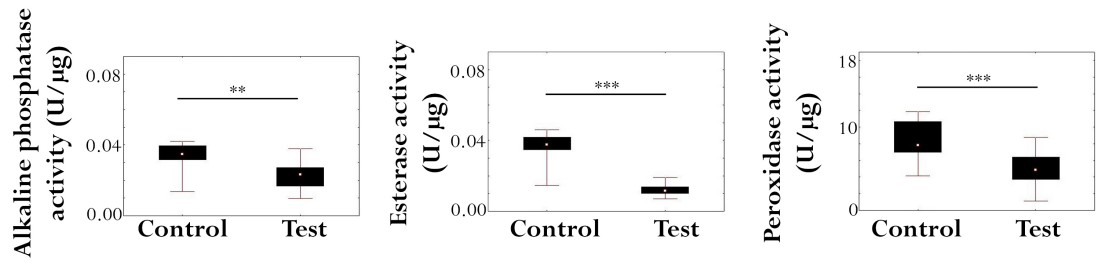 Alkaline phosphatase
activity (U/µg)
0.08
0.04
0.00
**
Control Test
Esterase activity
(U/µg)
0.08
0.04
0.00
***
Control Test
Peroxidase activity
(U/µg)
18
10
0
***
Control Test